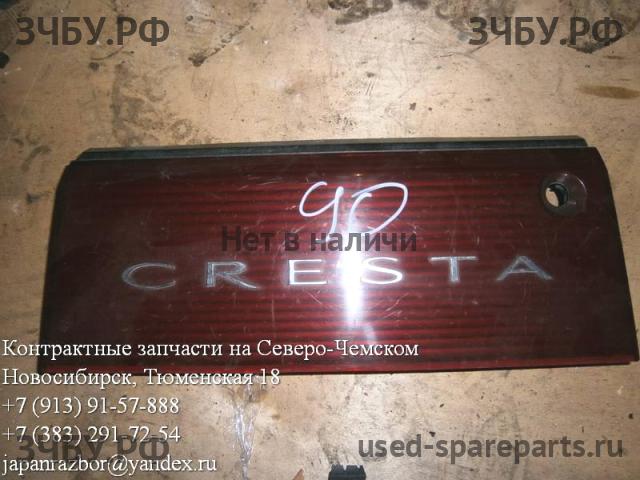 ЗЧБУ.РФ
ЗЧБУ.РФ
90
Нет в наличии
CRESTA
Контрактные запчасти на Северо-Чемском
Новосибирск, Тюменская 18
+7 (913) 91-57-888
+7 (383) 291-72-54
ЗЧБУ.РФ
used-spareparts.ru
japanrazbor@yandex.ru